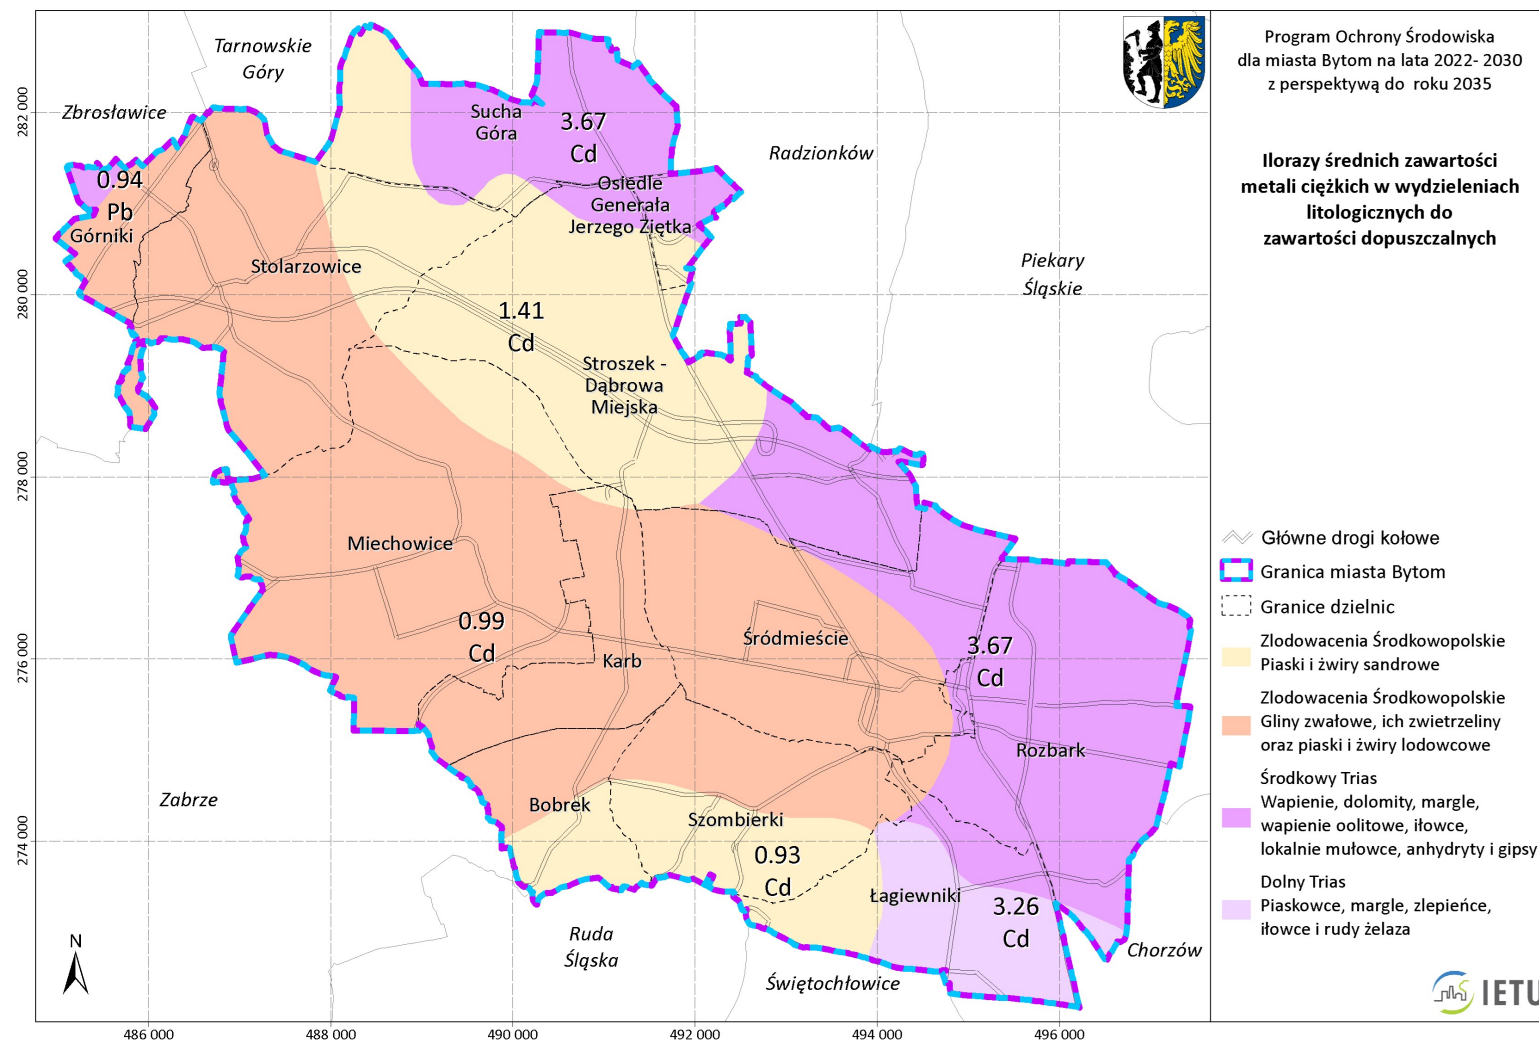 Tarnowskie
Góry
Zbrosławice
Sucha
Góra
3.67
Cd
Radzionków
0.94
Pb
Górniki
Osiedle
Generała
Jerzego Ziętka
Stolarzowice
Piekary
Śląskie
1.41
Cd
Stroszek -
Dąbrowa
Miejska
Miechowice
0.99
Cd
Karb
Śródmieście
3.67
Cd
Rozbark
Zabrze
Bobrek
Szombierki
0.93
Cd
Łagiewniki
3.26
Cd
Ruda
Śląska
Świętochłowice
Chorzów
N
282 000
280 000
278 000
276 000
274 000
486 000
488 000
490 000
492 000
494 000
496 000
Program Ochrony Środowiska
dla miasta Bytom na lata 2022- 2030
z perspektywą do roku 2035
Ilorazy średnich zawartości
metali ciężkich w wydzieleniach
litologicznych do
zawartości dopuszczalnych
Główne drogi kołowe
Granica miasta Bytom
Granice dzielnic
Zlodowacenia Środkowopolskie
Piaski i żwiry sandrowe
Zlodowacenia Środkowopolskie
Gliny zwałowe, ich zwietrzeliny
oraz piaski i żwiry lodowcowe
Środkowy Trias
Wapienie, dolomity, margle,
wapienie oolitowe, iłowce,
lokalnie mułowce, anhydryty i gipsy
Dolny Trias
Piaskowce, margle, zlepieńce,
iłowce i rudy żelaza
IETU